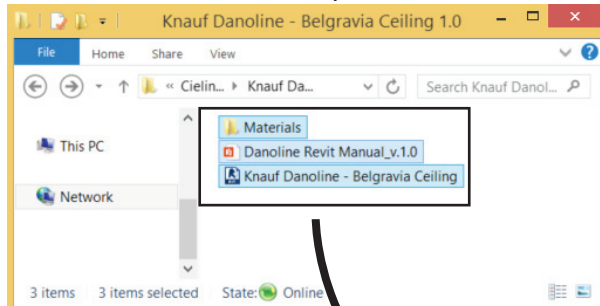 Knauf Danoline - Belgravia Ceiling 1.0
File Home Share View
« Cielin... Knauf Da... Search Knauf Danol...
Materials
This PC
Danoline Revit Manual_v.1.0
Knauf Danoline - Belgravia Ceiling
Network
3 items 3 items selected State: Online